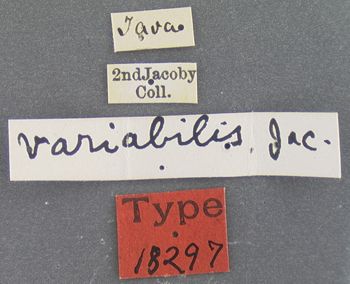 Java.
2nd Jacoby
Coll.
variabilis, Jac.
Type
18297